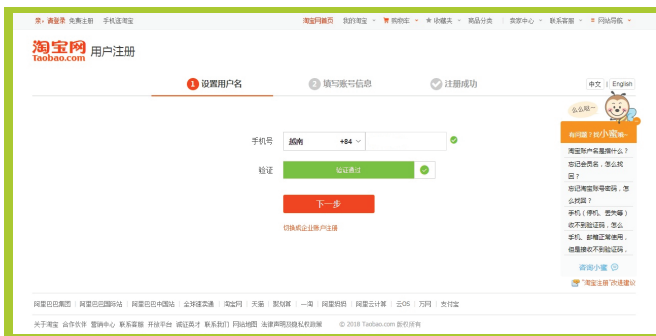 亲，请登录 免费注册 手机逛淘宝
淘宝网首页 我的淘宝 购物车 收藏夹 商品分类 卖家中心 联系客服 网站导航
淘宝网 用户注册
Taobao.com
1 设置用户名 2 填写账号信息 注册成功
中文 | English
么么哒~
有问题？找小蜜哦~
手机号 越南 +84
淘宝账户名是指什么？
忘记会员名，怎么找回？
验证 验证通过
忘记淘宝账号密码，怎么找回？
下一步
手机（停机、丢失等）收不到验证码，怎么
切换成企业账户注册
手机、邮箱正常使用，但是接收不到验证码，
咨询小蜜
"淘宝注册"改进建议
阿里巴巴集团 | 阿里巴巴国际站 | 阿里巴巴中国站 | 全球速卖通 | 淘宝网 | 天猫 | 聚划算 | 一淘 | 阿里妈妈 | 阿里云计算 | 云OS | 万网 | 支付宝
关于淘宝 合作伙伴 营销中心 联系客服 开放平台 诚征英才 联系我们 网站地图 法律声明及隐私权政策 © 2018 Taobao.com 版权所有